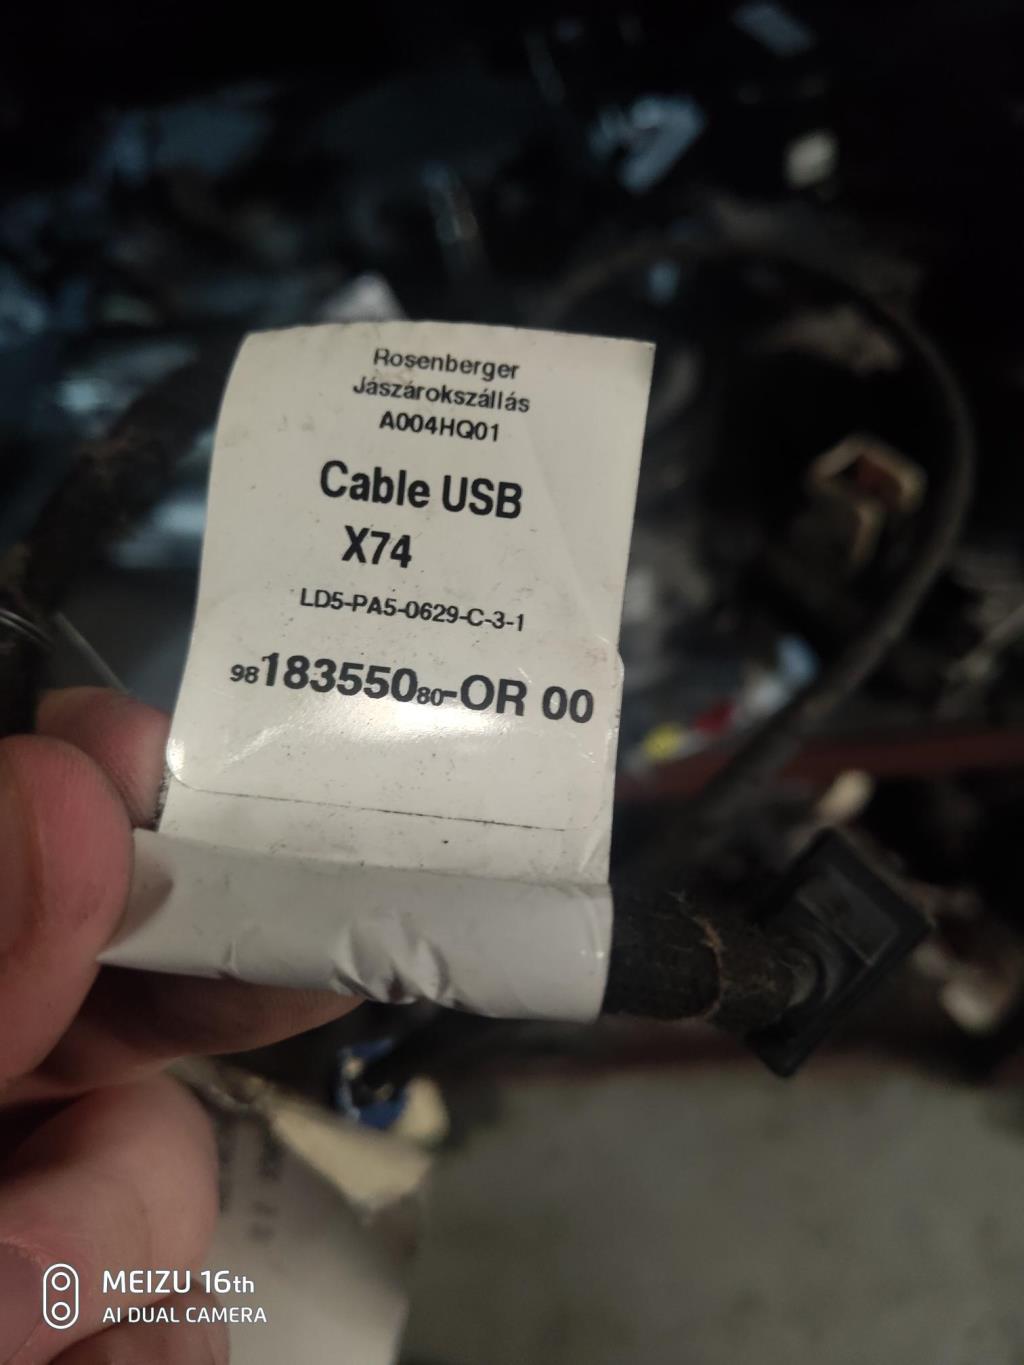 Rosenberger
Jászárokszállás
A004HQ01
Cable USB
X74
LD5-PA5-0629-C-3-1
9818355080-OR 00
MEIZU 16th
AI DUAL CAMERA